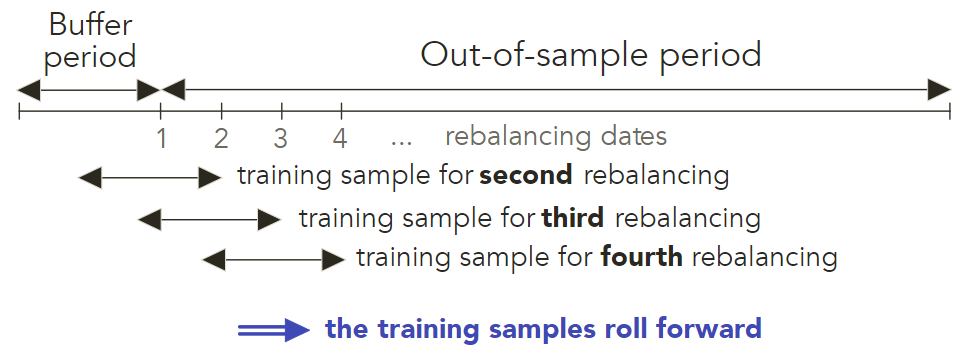 Buffer
period
Out-of-sample period
1 2 3 4 ... rebalancing dates
training sample for second rebalancing
training sample for third rebalancing
training sample for fourth rebalancing
the training samples roll forward